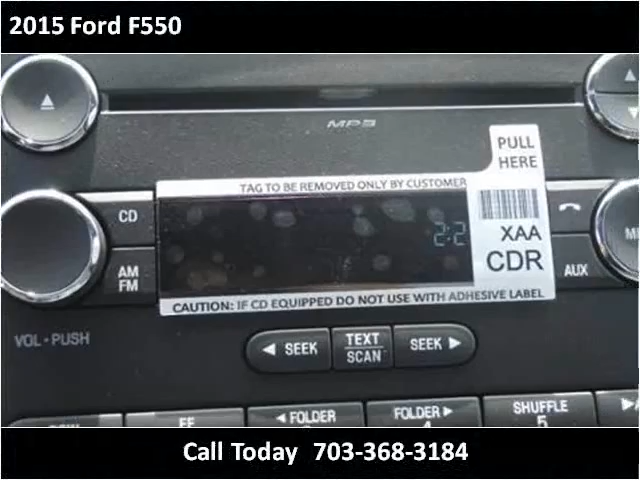 2015 Ford F550
MP3
PULL
HERE
TAG TO BE REMOVED ONLY BY CUSTOMER
CD
2:2
XAA
CDR
AM
FM
AUX
CAUTION: IF CD EQUIPPED DO NOT USE WITH ADHESIVE LABEL
VOL - PUSH
◄ SEEK
TEXT
SCAN
SEEK ►
◄ FOLDER
FOLDER ►
4
SHUFFLE
5
Call Today 703-368-3184